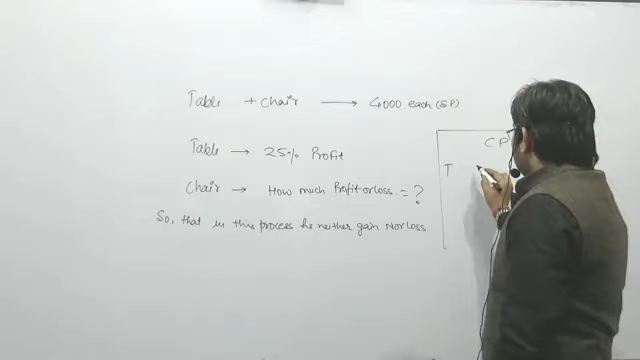 Table + Chair → 4000 each (SP)
Table → 25% Profit
Chair → How much Profit or loss = ?
So, that in this process he neither gain Nor Loss
CP
T